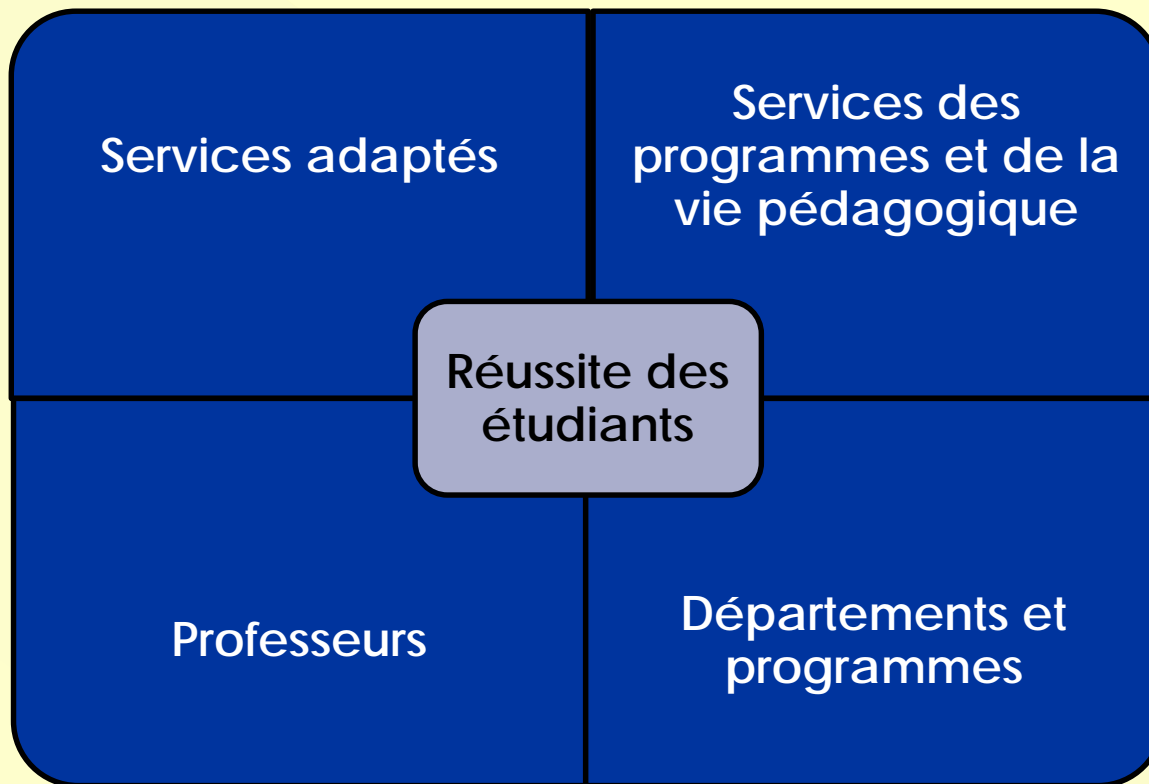 Services adaptés
Services des
programmes et de la
vie pédagogique
Réussite des
étudiants
Professeurs
Départements et
programmes